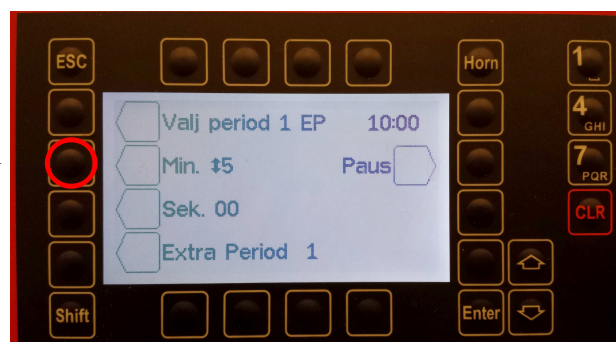 ESC
Horn
1
Valj period 1 EP 10:00
4 GHI
Min. ↕5 Paus
7 PQR
Sek. 00
CLR
Extra Period 1
Shift
Enter